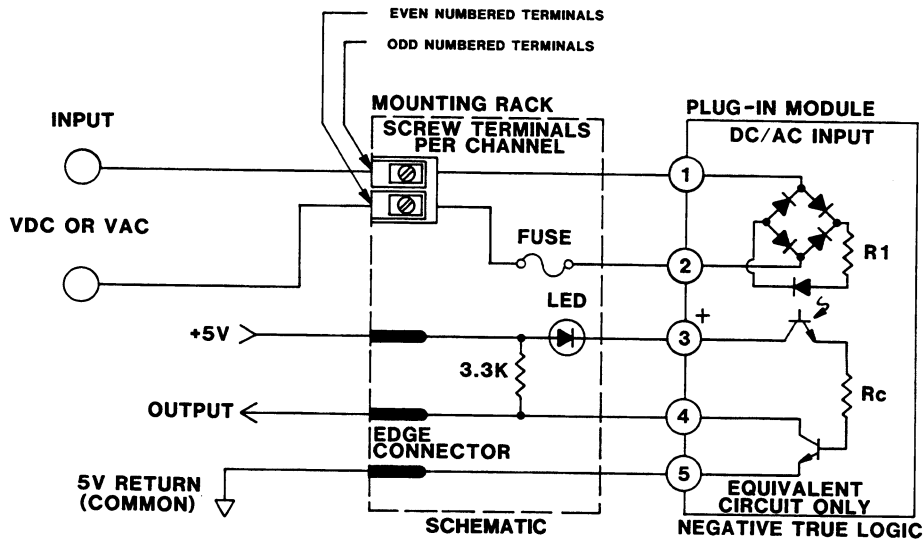 EVEN NUMBERED TERMINALS
ODD NUMBERED TERMINALS
MOUNTING RACK
PLUG-IN MODULE
INPUT
SCREW TERMINALS
PER CHANNEL
DC/AC INPUT
1
VDC OR VAC
FUSE
2
R1
LED
+
+5V
3
3.3K
Rc
OUTPUT
4
EDGE
CONNECTOR
5V RETURN
(COMMON)
5
EQUIVALENT
CIRCUIT ONLY
SCHEMATIC
NEGATIVE TRUE LOGIC